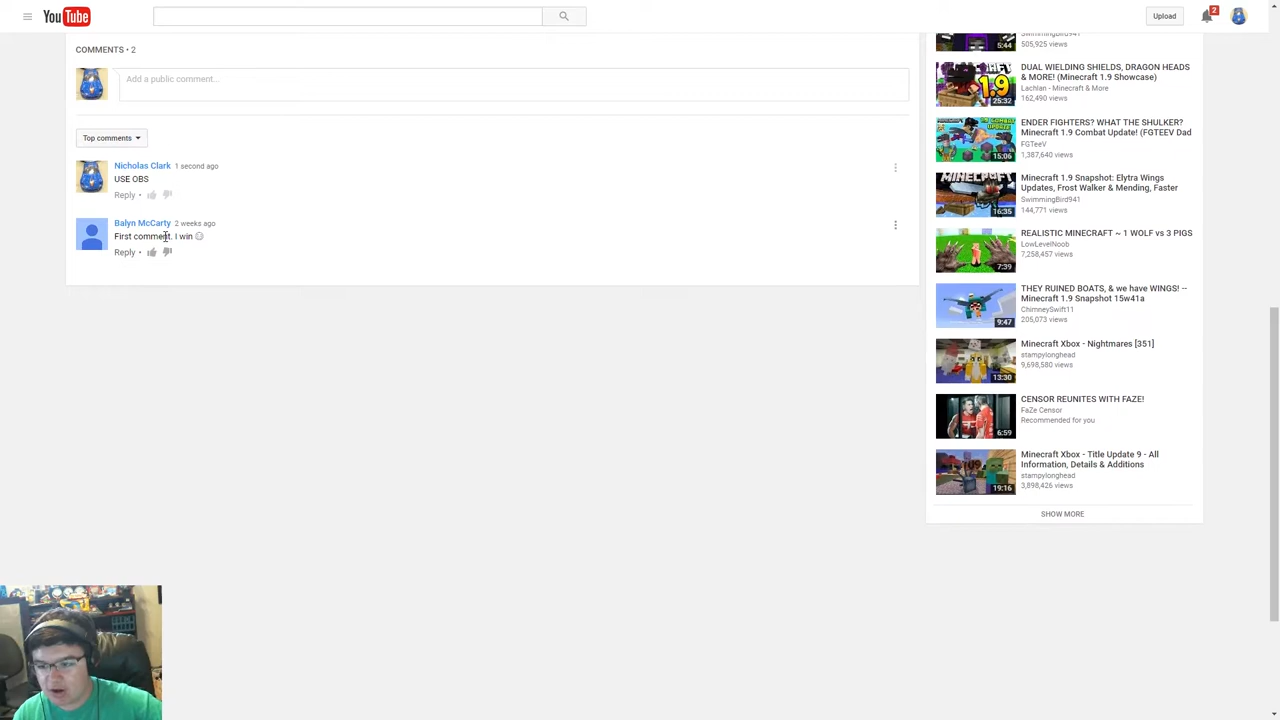 YouTube
Upload
2
COMMENTS • 2
Add a public comment...
Top comments
Nicholas Clark 1 second ago
USE OBS
Reply •
Balyn McCarty 2 weeks ago
First comment. I win
Reply •
SwimmingBird941
505,925 views
5:44
DUAL WIELDING SHIELDS, DRAGON HEADS
& MORE! (Minecraft 1.9 Showcase)
Lachlan - Minecraft & More
162,490 views
1.9
25:32
ENDER FIGHTERS? WHAT THE SHULKER?
Minecraft 1.9 Combat Update! (FGTEEV Dad
FGTeeV
1,387,640 views
15:06
Minecraft 1.9 Snapshot: Elytra Wings
Updates, Frost Walker & Mending, Faster
SwimmingBird941
144,771 views
MINECRAFT
16:35
REALISTIC MINECRAFT ~ 1 WOLF vs 3 PIGS
LowLevelNoob
7,258,457 views
7:39
THEY RUINED BOATS, & we have WINGS! --
Minecraft 1.9 Snapshot 15w41a
ChimneySwift11
205,073 views
9:47
Minecraft Xbox - Nightmares [351]
stampylonghead
9,698,580 views
13:30
CENSOR REUNITES WITH FAZE!
FaZe Censor
Recommended for you
6:59
Minecraft Xbox - Title Update 9 - All
Information, Details & Additions
stampylonghead
3,898,426 views
19:16
SHOW MORE